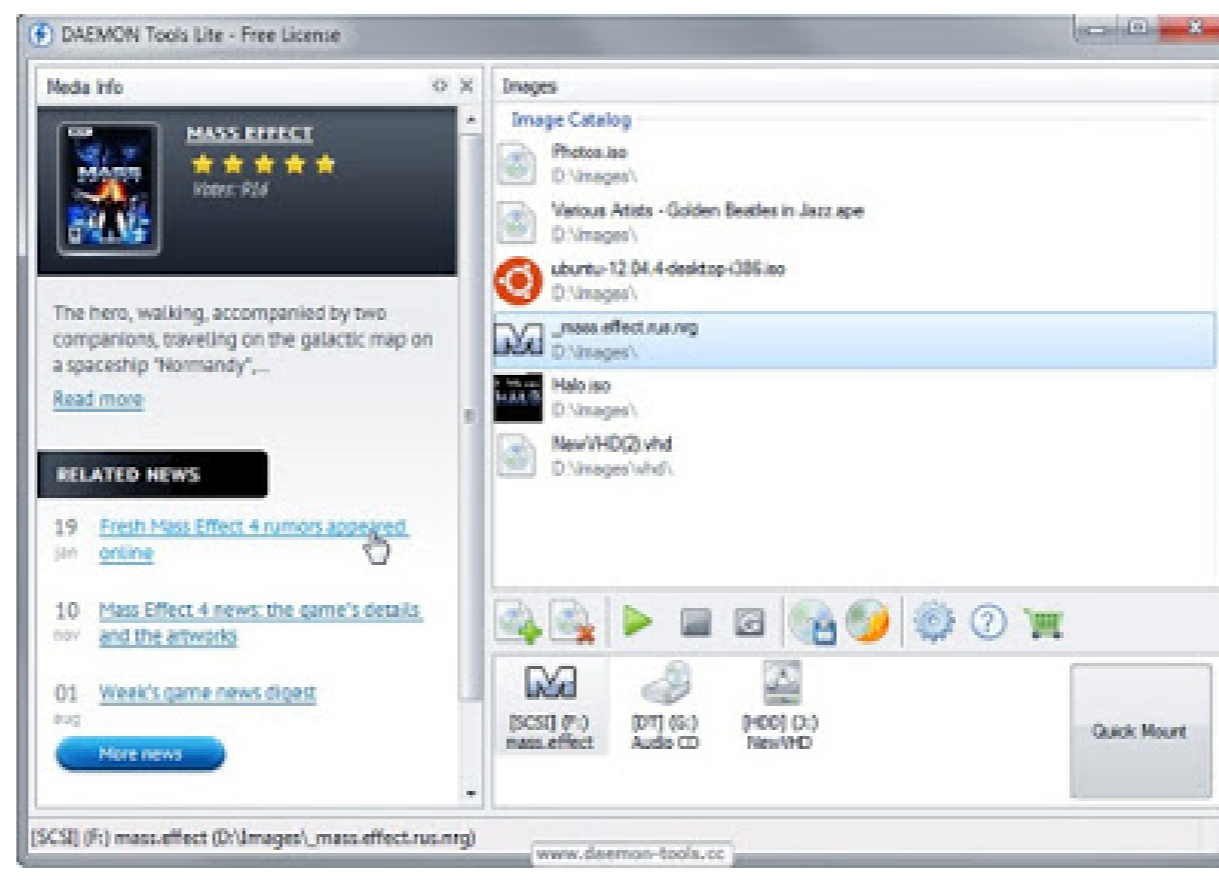 DAEMON Tools Lite - Free License
Media Info
MASS EFFECT
MASS
Votes: 914
The hero, walking, accompanied by two
companions, traveling on the galactic map on
a spaceship "Normandy",...
Read more
RELATED NEWS
19 jan
Fresh Mass Effect 4 rumors appeared
online
10 nov
Mass Effect 4 news: the game's details
and the artworks
01 aug
Week's game news digest
More news
Images
Image Catalog
Photos.iso
D:\Images\
Various Artists - Golden Beatles in Jazz.ape
D:\Images\
ubuntu-12.04.4-desktop-i386.iso
D:\Images\
_mass.effect.rus.nrg
D:\Images\
HALO
Halo.iso
D:\Images\
NewVHD(2).vhd
D:\Images\vhd\
[SCSI] (F:)
mass.effect
[DT] (G:)
Audio CD
[HDD]
NewVHD
Quick Mount
[SCSI] (F:) mass.effect (D:\Images\_mass.effect.rus.nrg)
www.daemon-tools.cc